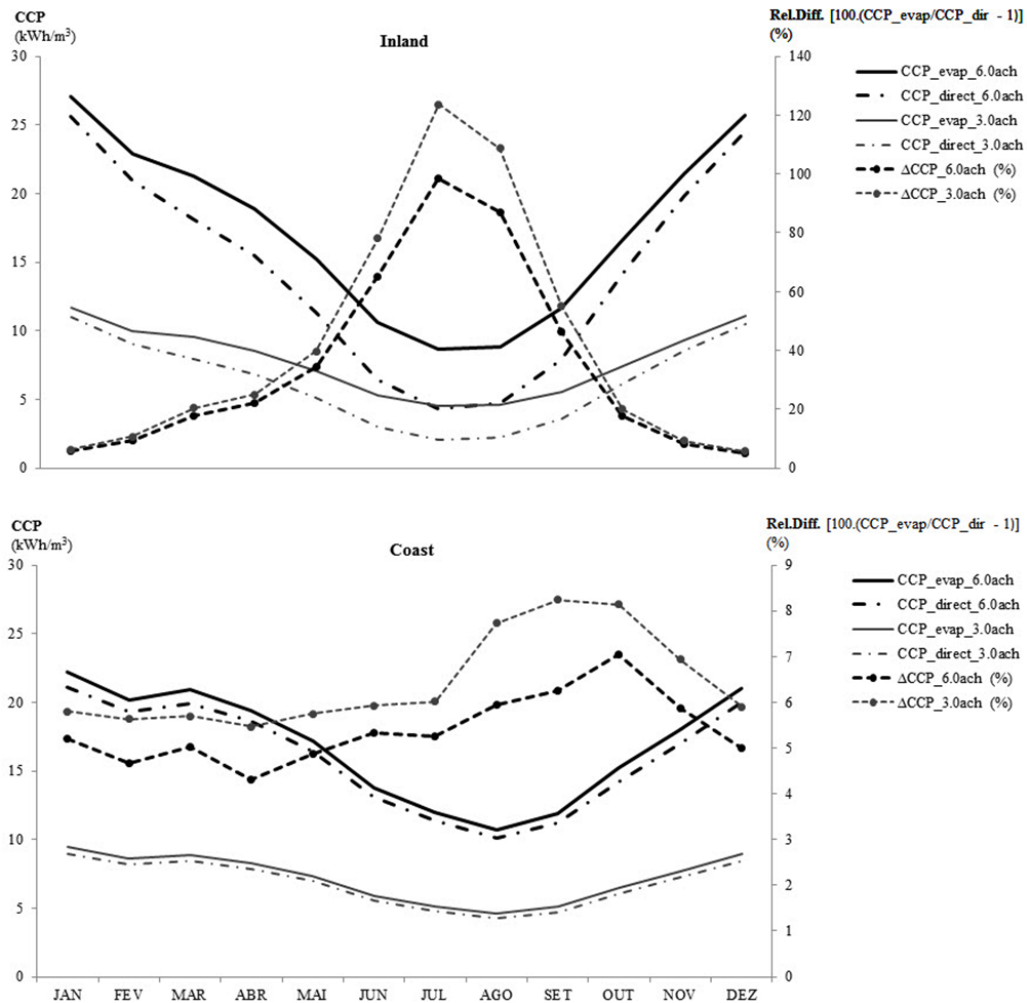 CCP
(kWh/m³)
Rel.Diff. [100.(CCP_evap/CCP_dir - 1)]
(%)
Inland
30
25
20
15
10
5
0
140
120
100
80
60
40
20
0
CCP_evap_6.0ach
CCP_direct_6.0ach
CCP_evap_3.0ach
CCP_direct_3.0ach
ΔCCP_6.0ach (%)
ΔCCP_3.0ach (%)
CCP
(kWh/m³)
Rel.Diff. [100.(CCP_evap/CCP_dir - 1)]
(%)
Coast
30
25
20
15
10
5
0
9
8
7
6
5
4
3
2
1
0
CCP_evap_6.0ach
CCP_direct_6.0ach
CCP_evap_3.0ach
CCP_direct_3.0ach
ΔCCP_6.0ach (%)
ΔCCP_3.0ach (%)
JAN FEV MAR ABR MAI JUN JUL AGO SET OUT NOV DEZ